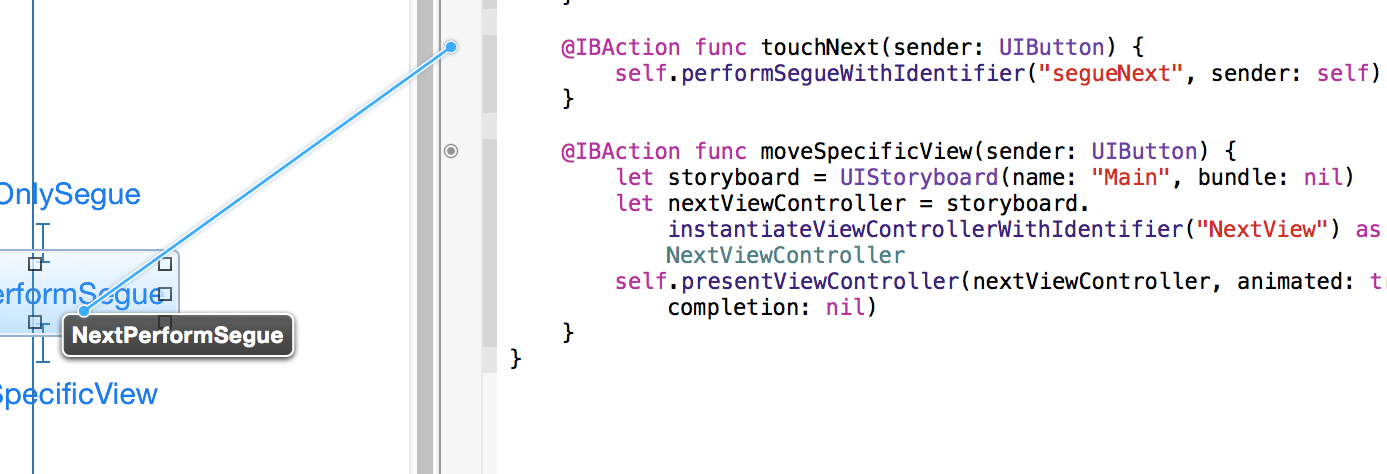 }
@IBAction func touchNext(sender: UIButton) {
self.performSegueWithIdentifier("segueNext", sender: self)
}
@IBAction func moveSpecificView(sender: UIButton) {
let storyboard = UIStoryboard(name: "Main", bundle: nil)
let nextViewController = storyboard.
instantiateViewControllerWithIdentifier("NextView") as
NextViewController
self.presentViewController(nextViewController, animated: tr
completion: nil)
}
}
OnlySegue
erformSegue
NextPerformSegue
SpecificView